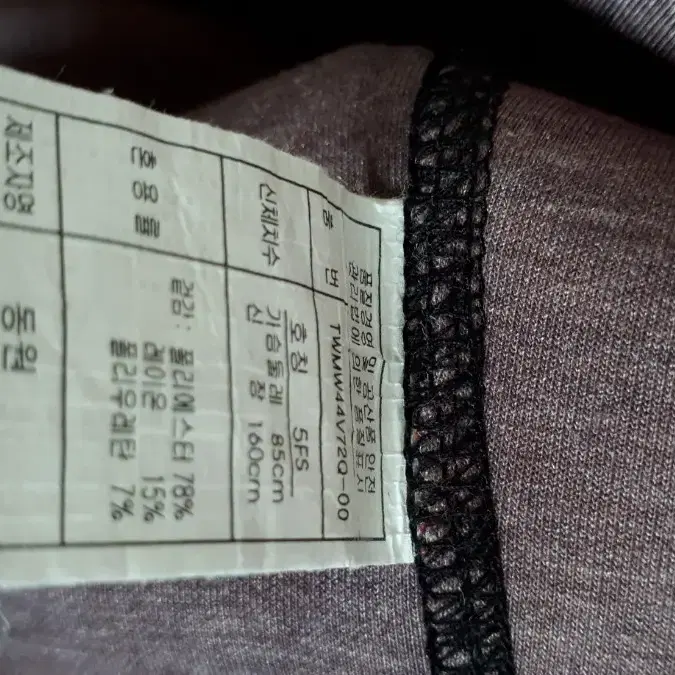 품질경영 및 공산품 안전
관리법에 의한 품질표시
품 번 TWMW44V72Q-00
신체치수 호칭 55FS
가슴둘레 85cm
신 장 160cm
혼용률 겉감: 폴리에스터 78%
레이온 15%
폴리우레탄 7%
제조자명 동원